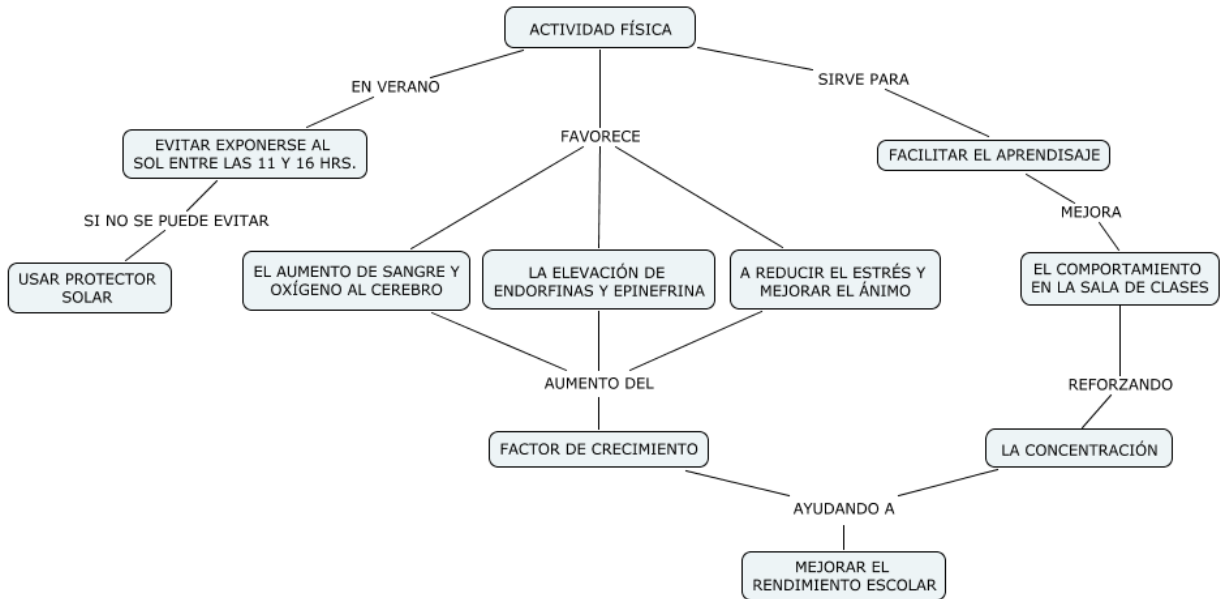 ACTIVIDAD FÍSICA
EN VERANO
SIRVE PARA
FAVORECE
EVITAR EXPONERSE AL
SOL ENTRE LAS 11 Y 16 HRS.
FACILITAR EL APRENDISAJE
SI NO SE PUEDE EVITAR
MEJORA
USAR PROTECTOR
SOLAR
EL AUMENTO DE SANGRE Y
OXÍGENO AL CEREBRO
LA ELEVACIÓN DE
ENDORFINAS Y EPINEFRINA
A REDUCIR EL ESTRÉS Y
MEJORAR EL ÁNIMO
EL COMPORTAMIENTO
EN LA SALA DE CLASES
AUMENTO DEL
REFORZANDO
FACTOR DE CRECIMIENTO
LA CONCENTRACIÓN
AYUDANDO A
MEJORAR EL
RENDIMIENTO ESCOLAR